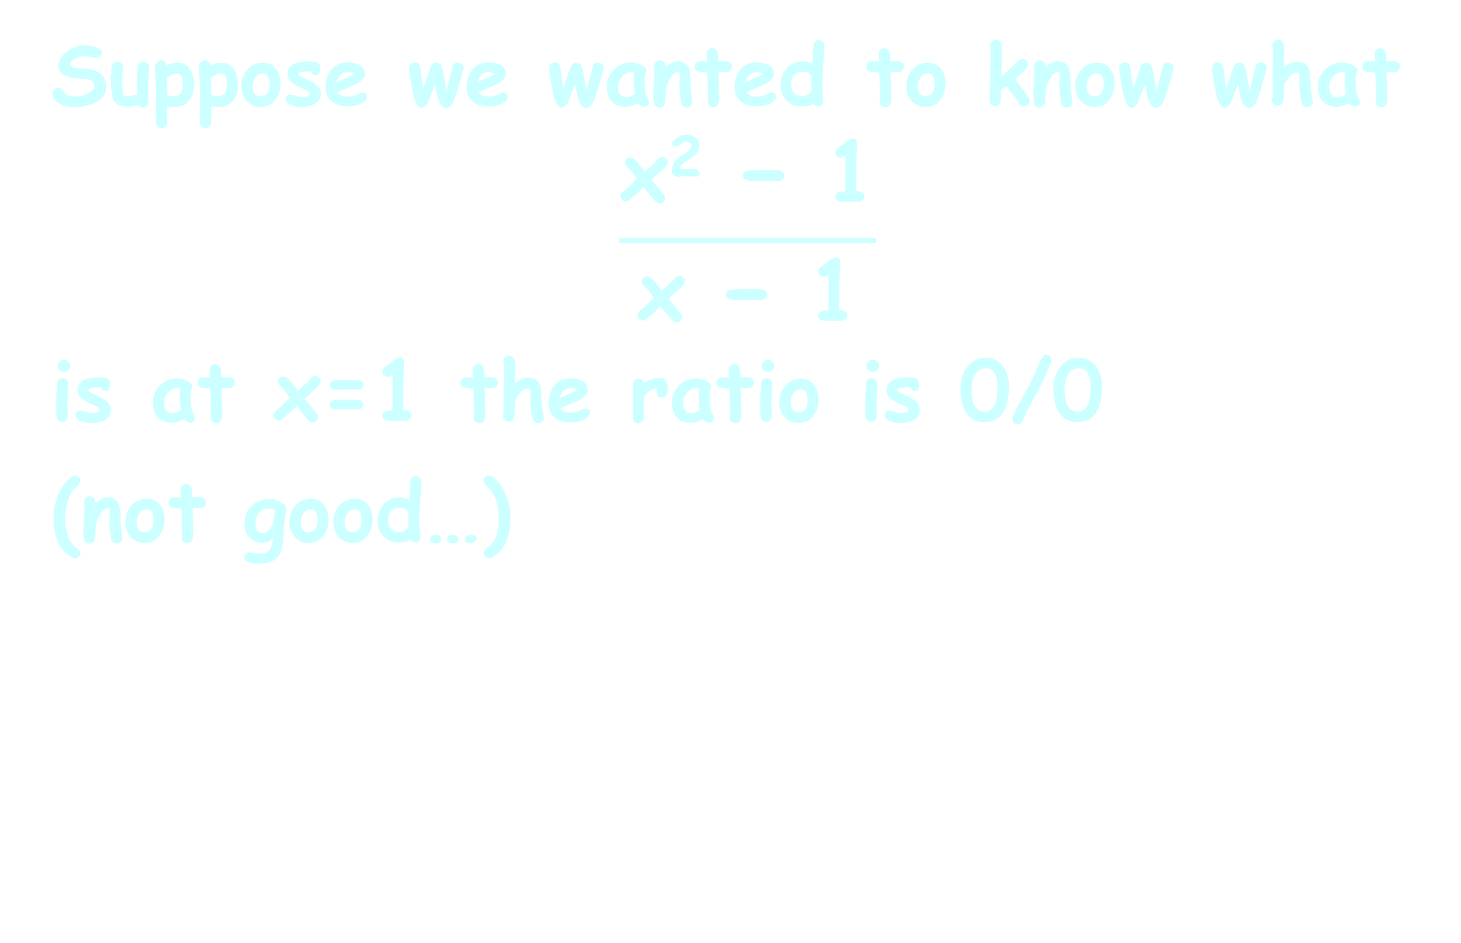 Suppose we wanted to know what
x² – 1
x – 1
is at x=1 the ratio is 0/0
(not good…)